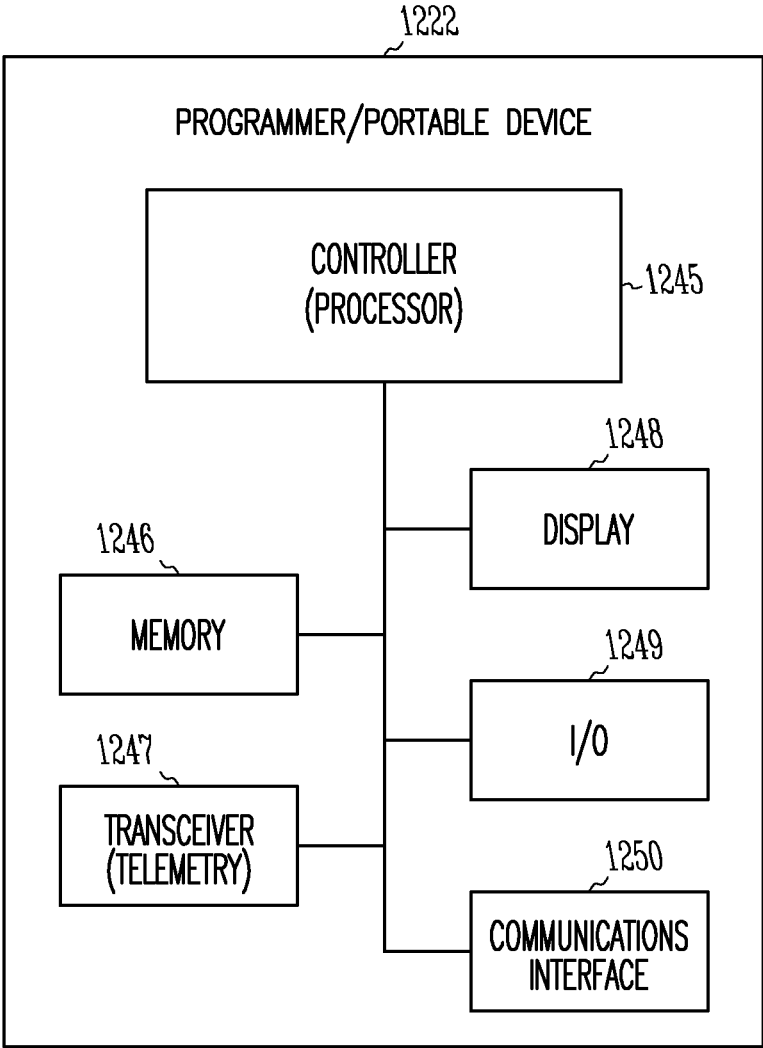 1222
PROGRAMMER/PORTABLE DEVICE
CONTROLLER
(PROCESSOR)
1245
1248
DISPLAY
1246
MEMORY
1249
I/O
1247
TRANSCEIVER
(TELEMETRY)
1250
COMMUNICATIONS
INTERFACE